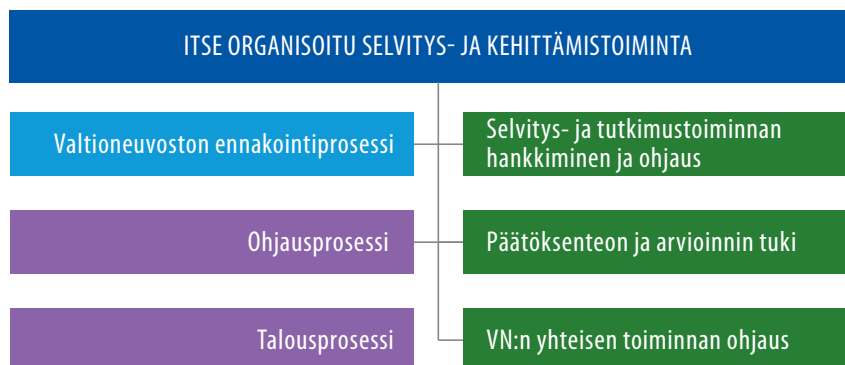 ITSE ORGANISOITU SELVITYS- JA KEHITTÄMISTOIMINTA
Valtioneuvoston ennakointiprosessi
Selvitys- ja tutkimustoiminnan
hankkiminen ja ohjaus
Ohjausprosessi
Päätöksenteon ja arvioinnin tuki
Talousprosessi
VN:n yhteisen toiminnan ohjaus